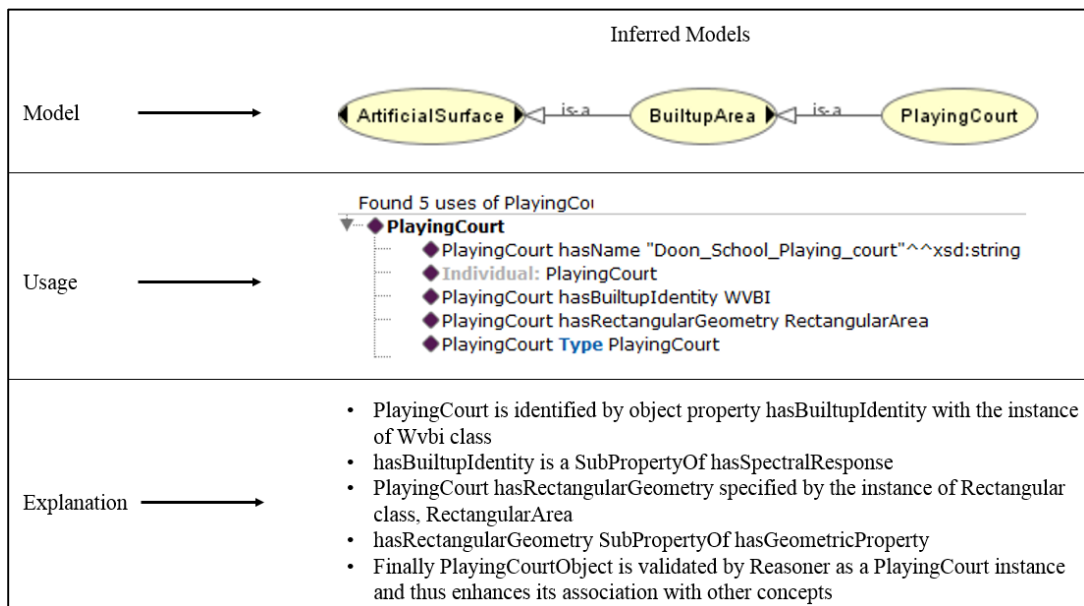 Inferred Models
Model
ArtificialSurface is-a BuiltupArea is-a PlayingCourt
Found 5 uses of PlayingCou
PlayingCourt
PlayingCourt hasName "Doon_School_Playing_court"^^xsd:string
Individual: PlayingCourt
Usage
PlayingCourt hasBuiltupIdentity WVBI
PlayingCourt hasRectangularGeometry RectangularArea
PlayingCourt Type PlayingCourt
• PlayingCourt is identified by object property hasBuiltupIdentity with the instance
of Wvbi class
• hasBuiltupIdentity is a SubPropertyOf hasSpectralResponse
Explanation
• PlayingCourt hasRectangularGeometry specified by the instance of Rectangular
class, RectangularArea
• hasRectangularGeometry SubPropertyOf hasGeometricProperty
• Finally PlayingCourtObject is validated by Reasoner as a PlayingCourt instance
and thus enhances its association with other concepts